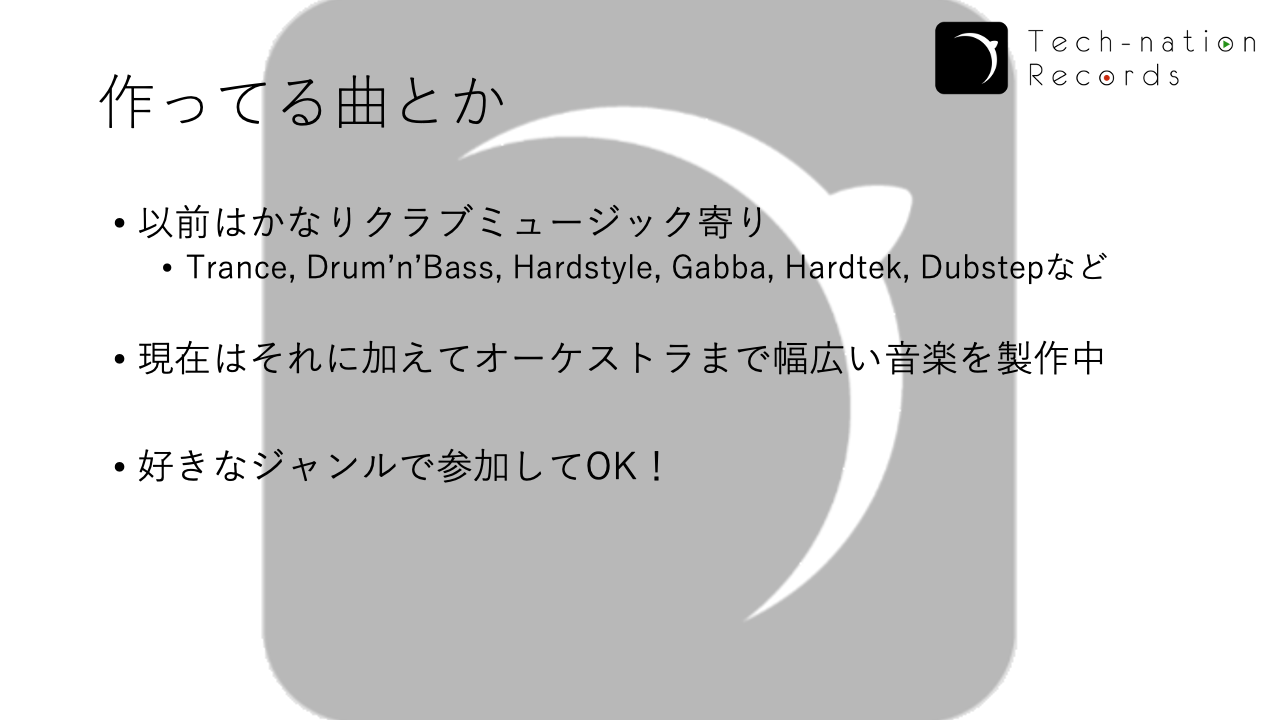 Tech-nation
Records
作ってる曲とか
• 以前はかなりクラブミュージック寄り
• Trance, Drum’n’Bass, Hardstyle, Gabba, Hardtek, Dubstepなど
• 現在はそれに加えてオーケストラまで幅広い音楽を製作中
• 好きなジャンルで参加してOK！